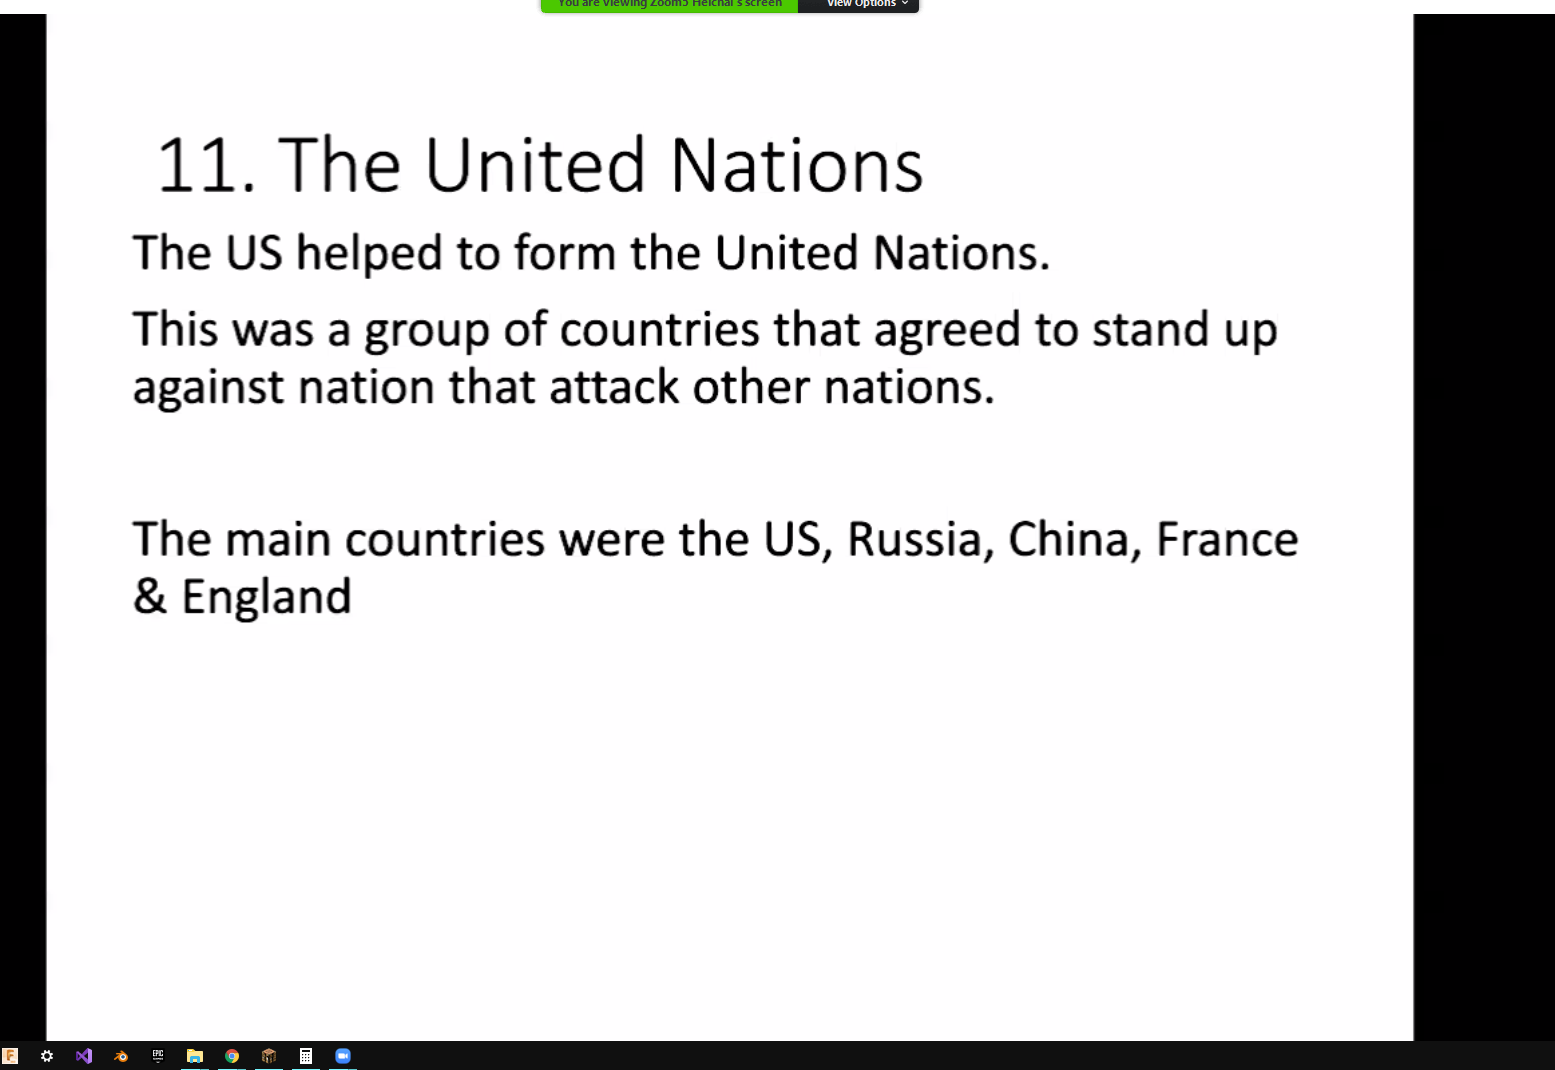 You are viewing Zoom5 Heichal's screen
View Options
11. The United Nations
The US helped to form the United Nations.
This was a group of countries that agreed to stand up
against nation that attack other nations.
The main countries were the US, Russia, China, France
& England
EPIC